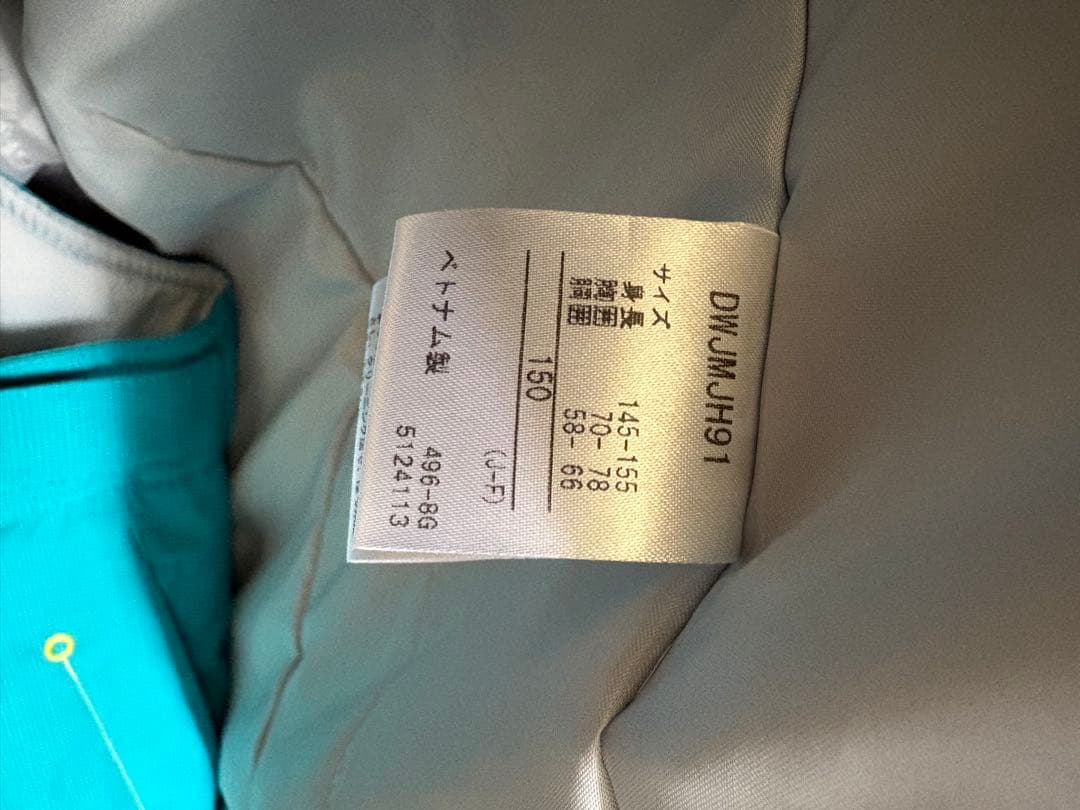 DWJMJH91
サイズ
身長 145-155
胸囲 70- 78
胴囲 58- 66
150
(J-F)
ベトナム製
496-8G
5124113